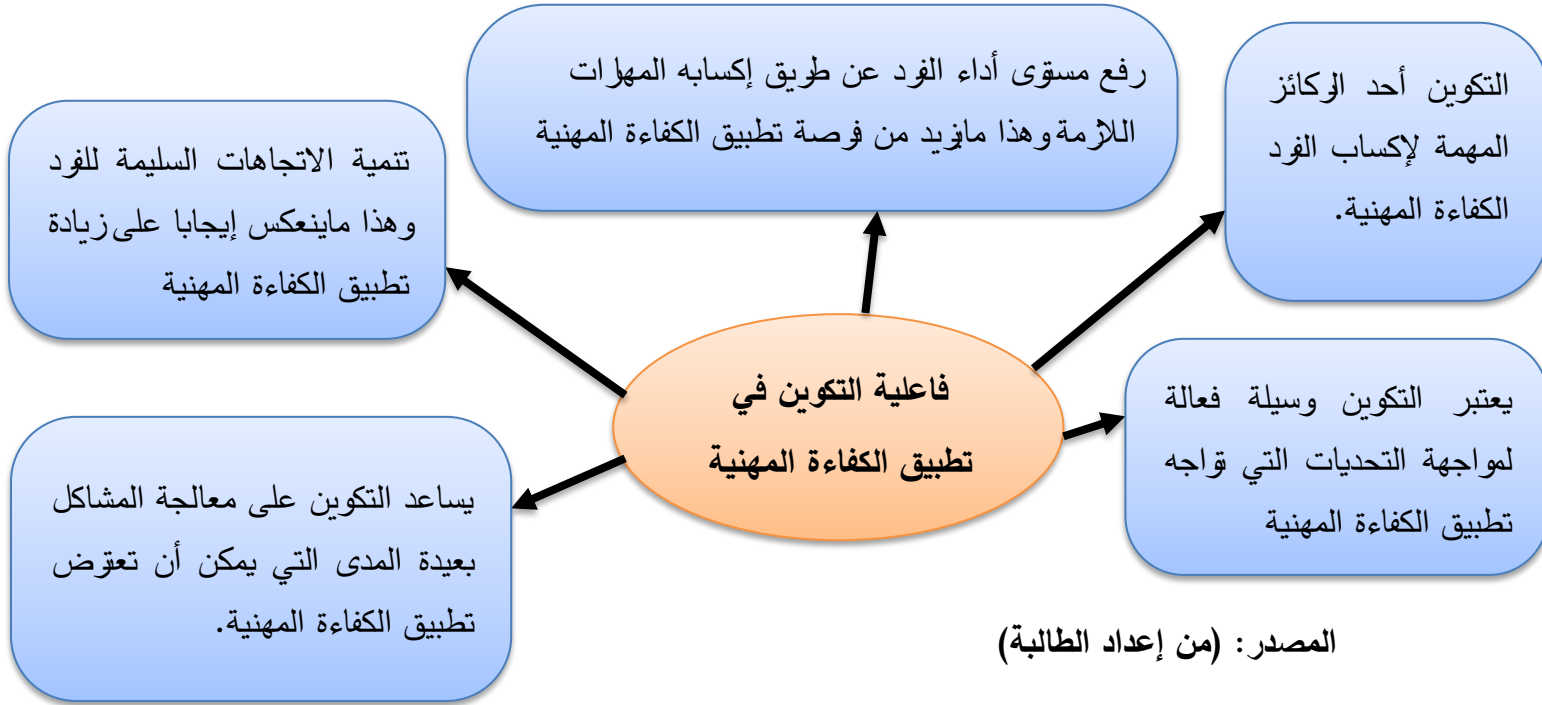 التكوين أحد الركائز
المهمة لإكساب الفرد
الكفاءة المهنية.
رفع مستوى أداء الفرد عن طريق إكسابه المهارات
اللازمة وهذا مايزيد من فرصة تطبيق الكفاءة المهنية
تنمية الاتجاهات السليمة للفرد
وهذا ماينعكس إيجابا على زيادة
تطبيق الكفاءة المهنية
فاعلية التكوين في
تطبيق الكفاءة المهنية
يعتبر التكوين وسيلة فعالة
لمواجهة التحديات التي تواجه
تطبيق الكفاءة المهنية
يساعد التكوين على معالجة المشاكل
بعيدة المدى التي يمكن أن تعترض
تطبيق الكفاءة المهنية.
المصدر: (من إعداد الطالبة)